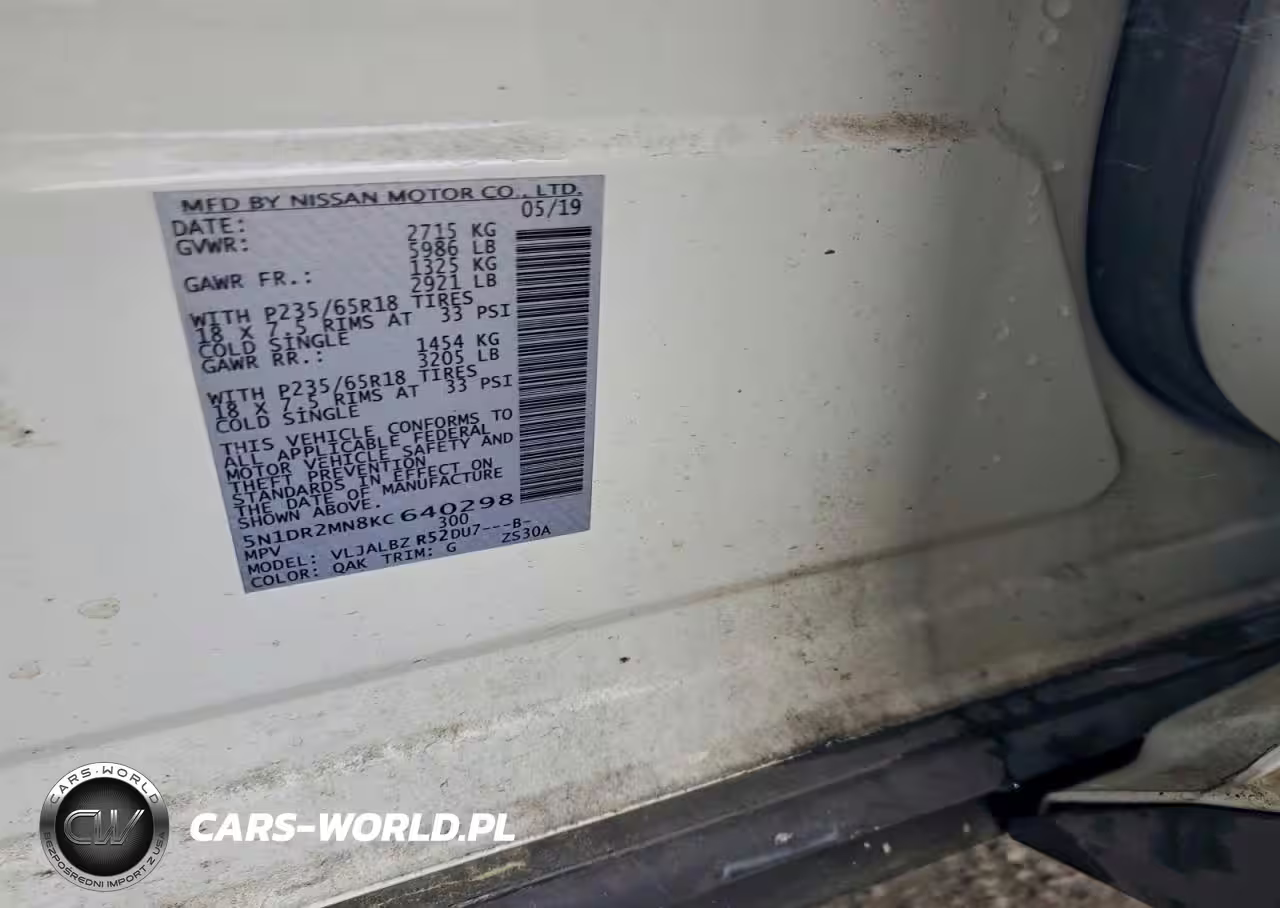 MFD BY NISSAN MOTOR CO., LTD.
DATE: 05/19
GVWR: 2715 KG
5986 LB
GAWR FR.: 1325 KG
2921 LB
WITH P235/65R18 TIRES
18 X 7.5 RIMS AT 33 PSI
COLD SINGLE
GAWR RR.: 1454 KG
3205 LB
WITH P235/65R18 TIRES
18 X 7.5 RIMS AT 33 PSI
COLD SINGLE
THIS VEHICLE CONFORMS TO
ALL APPLICABLE FEDERAL
MOTOR VEHICLE SAFETY AND
THEFT PREVENTION
STANDARDS IN EFFECT ON
THE DATE OF MANUFACTURE
SHOWN ABOVE.
5N1DR2MN8KC640298
MPV 300
MODEL: VLJALBZ R52DU7---B-
COLOR: QAK TRIM: G ZS30A
CARS-WORLD
CW
BEZPOŚREDNI IMPORT Z USA
CARS-WORLD.PL